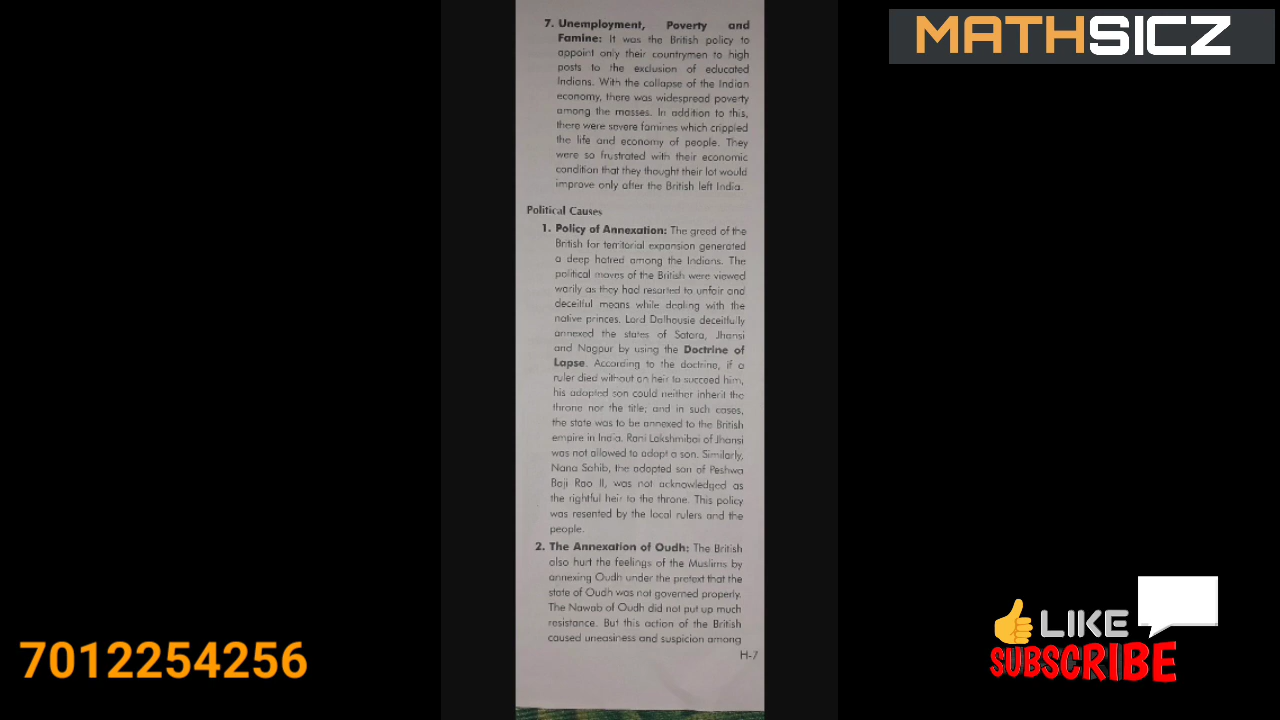 MATHSICZ
7. Unemployment, Poverty and
Famine: It was the British policy to
appoint only their countrymen to high
posts to the exclusion of educated
Indians. With the collapse of the Indian
economy, there was widespread poverty
among the masses. In addition to this,
there were severe famines which crippled
the life and economy of people. They
were so frustrated with their economic
condition that they thought their lot would
improve only after the British left India.
Political Causes
1. Policy of Annexation: The greed of the
British for territorial expansion generated
a deep hatred among the Indians. The
political moves of the British were viewed
warily as they had resorted to unfair and
deceitful means while dealing with the
native princes. Lord Dalhousie deceitfully
annexed the states of Satara, Jhansi
and Nagpur by using the Doctrine of
Lapse. According to the doctrine, if a
ruler died without an heir to succeed him,
his adopted son could neither inherit the
throne nor the title; and in such cases,
the state was to be annexed to the British
empire in India. Rani Lakshmibai of Jhansi
was not allowed to adopt a son. Similarly,
Nana Sahib, the adopted son of Peshwa
Baji Rao II, was not acknowledged as
the rightful heir to the throne. This policy
was resented by the local rulers and the
people.
2. The Annexation of Oudh: The British
also hurt the feelings of the Muslims by
annexing Oudh under the pretext that the
state of Oudh was not governed properly.
The Nawab of Oudh did not put up much
resistance. But this action of the British
caused uneasiness and suspicion among
H-7
7012254256
LIKE
SUBSCRIBE